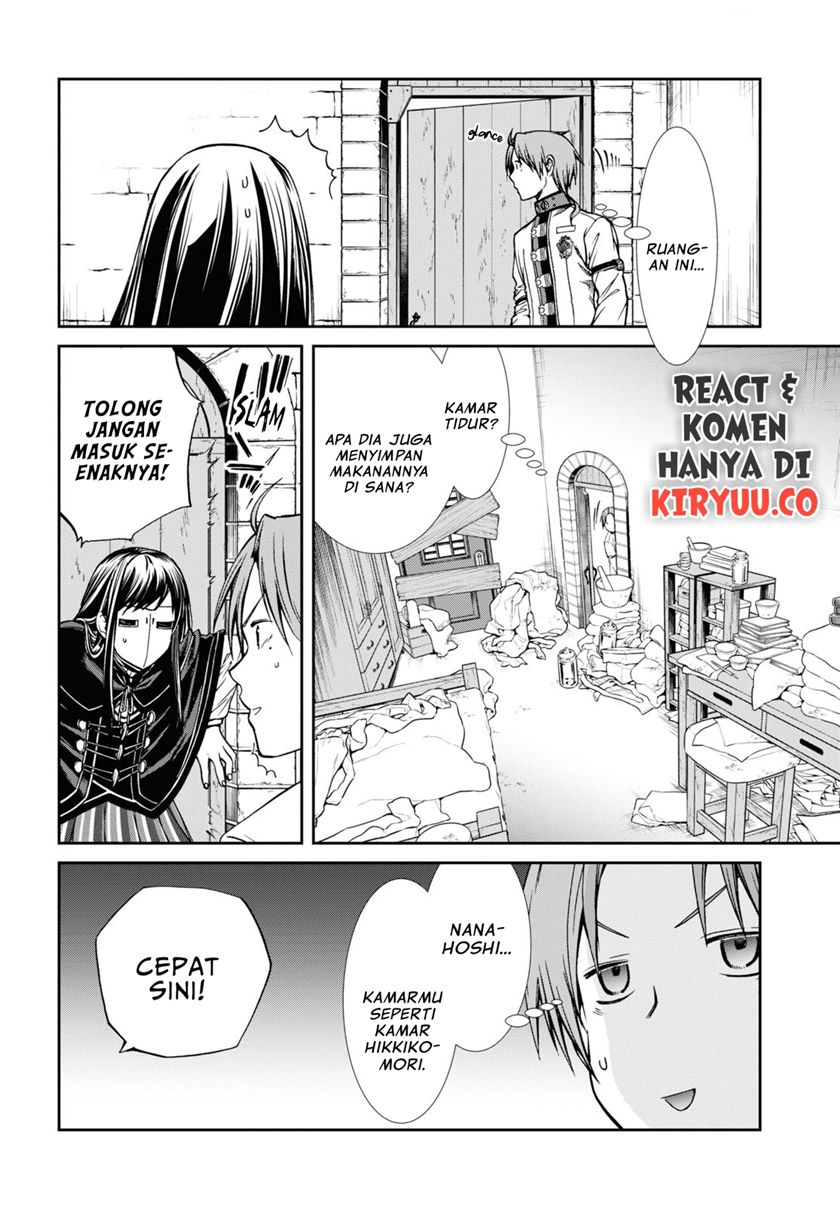 glance
RUANG-
AN INI...
REACT &
KOMEN
HANYA DI
KIRYUU.CO
KAMAR
TIDUR?
APA DIA JUGA
MENYIMPAN
MAKANANNYA
DI SANA?
SLAM
TOLONG
JANGAN
MASUK SE-
ENAKNYA!
NANA-
HOSHI...
KAMARMU
SEPERTI
KAMAR
HIKKIKO-
MORI.
CEPAT
SINI!